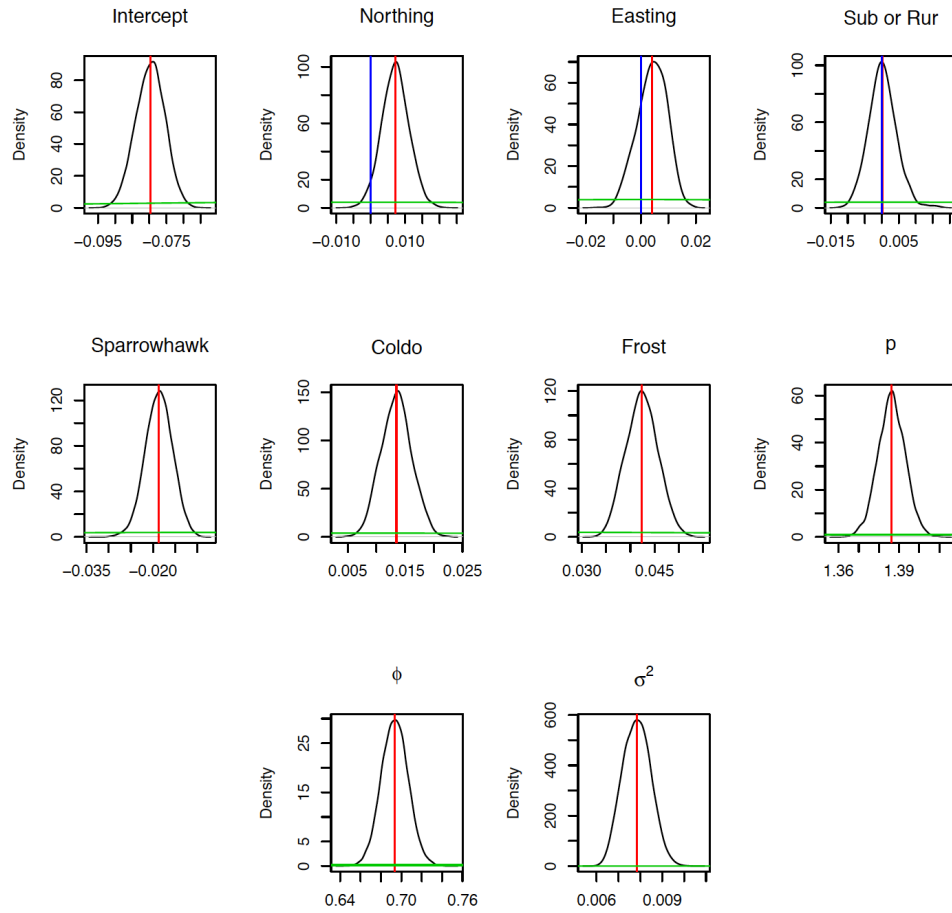 Intercept
Northing
Easting
Sub or Rur
Density
0 20 40 60 80
−0.095 −0.075
Density
0 20 60 100
−0.010 0.010
Density
0 20 40 60
−0.02 0.00 0.02
Density
0 20 60 100
−0.015 0.005
Sparrowhawk
Coldo
Frost
p
Density
0 40 80 120
−0.035 −0.020
Density
0 50 100 150
0.005 0.015 0.025
Density
0 40 80 120
0.030 0.045
Density
0 20 40 60
1.36 1.39
ϕ
σ²
Density
0 5 15 25
0.64 0.70 0.76
Density
0 200 400 600
0.006 0.009